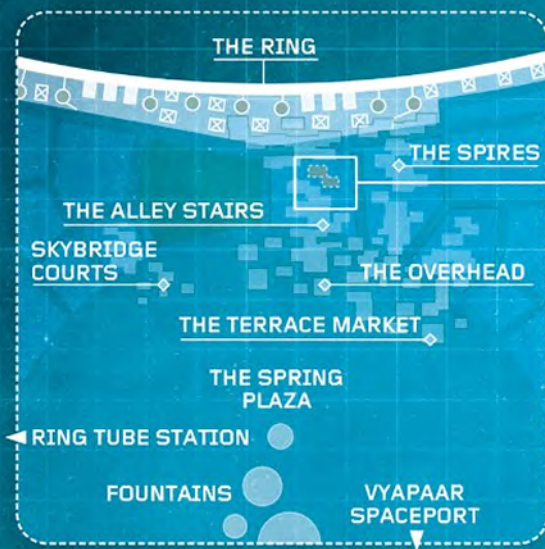 THE RING
THE SPIRES
THE ALLEY STAIRS
SKYBRIDGE
COURTS
THE OVERHEAD
THE TERRACE MARKET
THE SPRING
PLAZA
RING TUBE STATION
FOUNTAINS
VYAPAAR
SPACEPORT